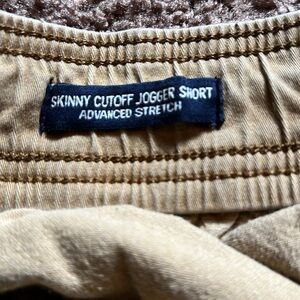 SKINNY CUTOFF JOGGER SHORT
ADVANCED STRETCH